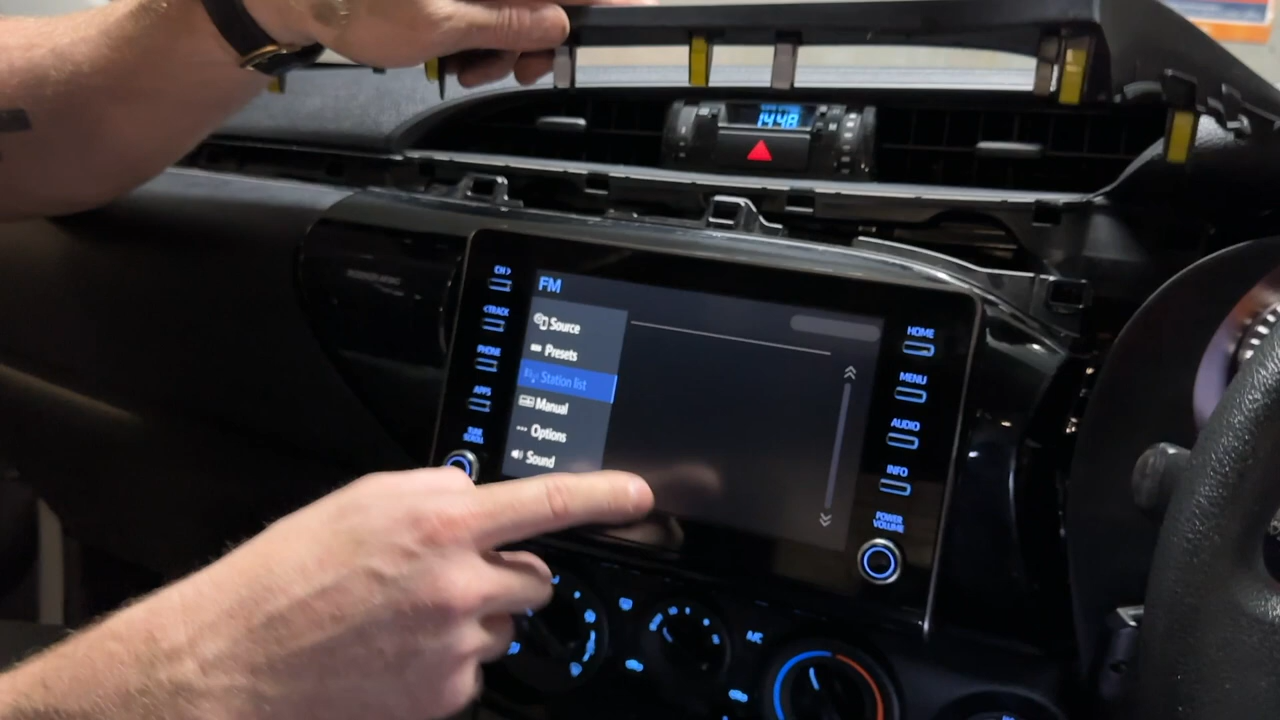 14:48
CH >
< TRACK
PHONE
APPS
TUNE
SCROLL
FM
Source
Presets
Station list
Manual
Options
Sound
HOME
MENU
AUDIO
INFO
POWER
VOLUME
A/C